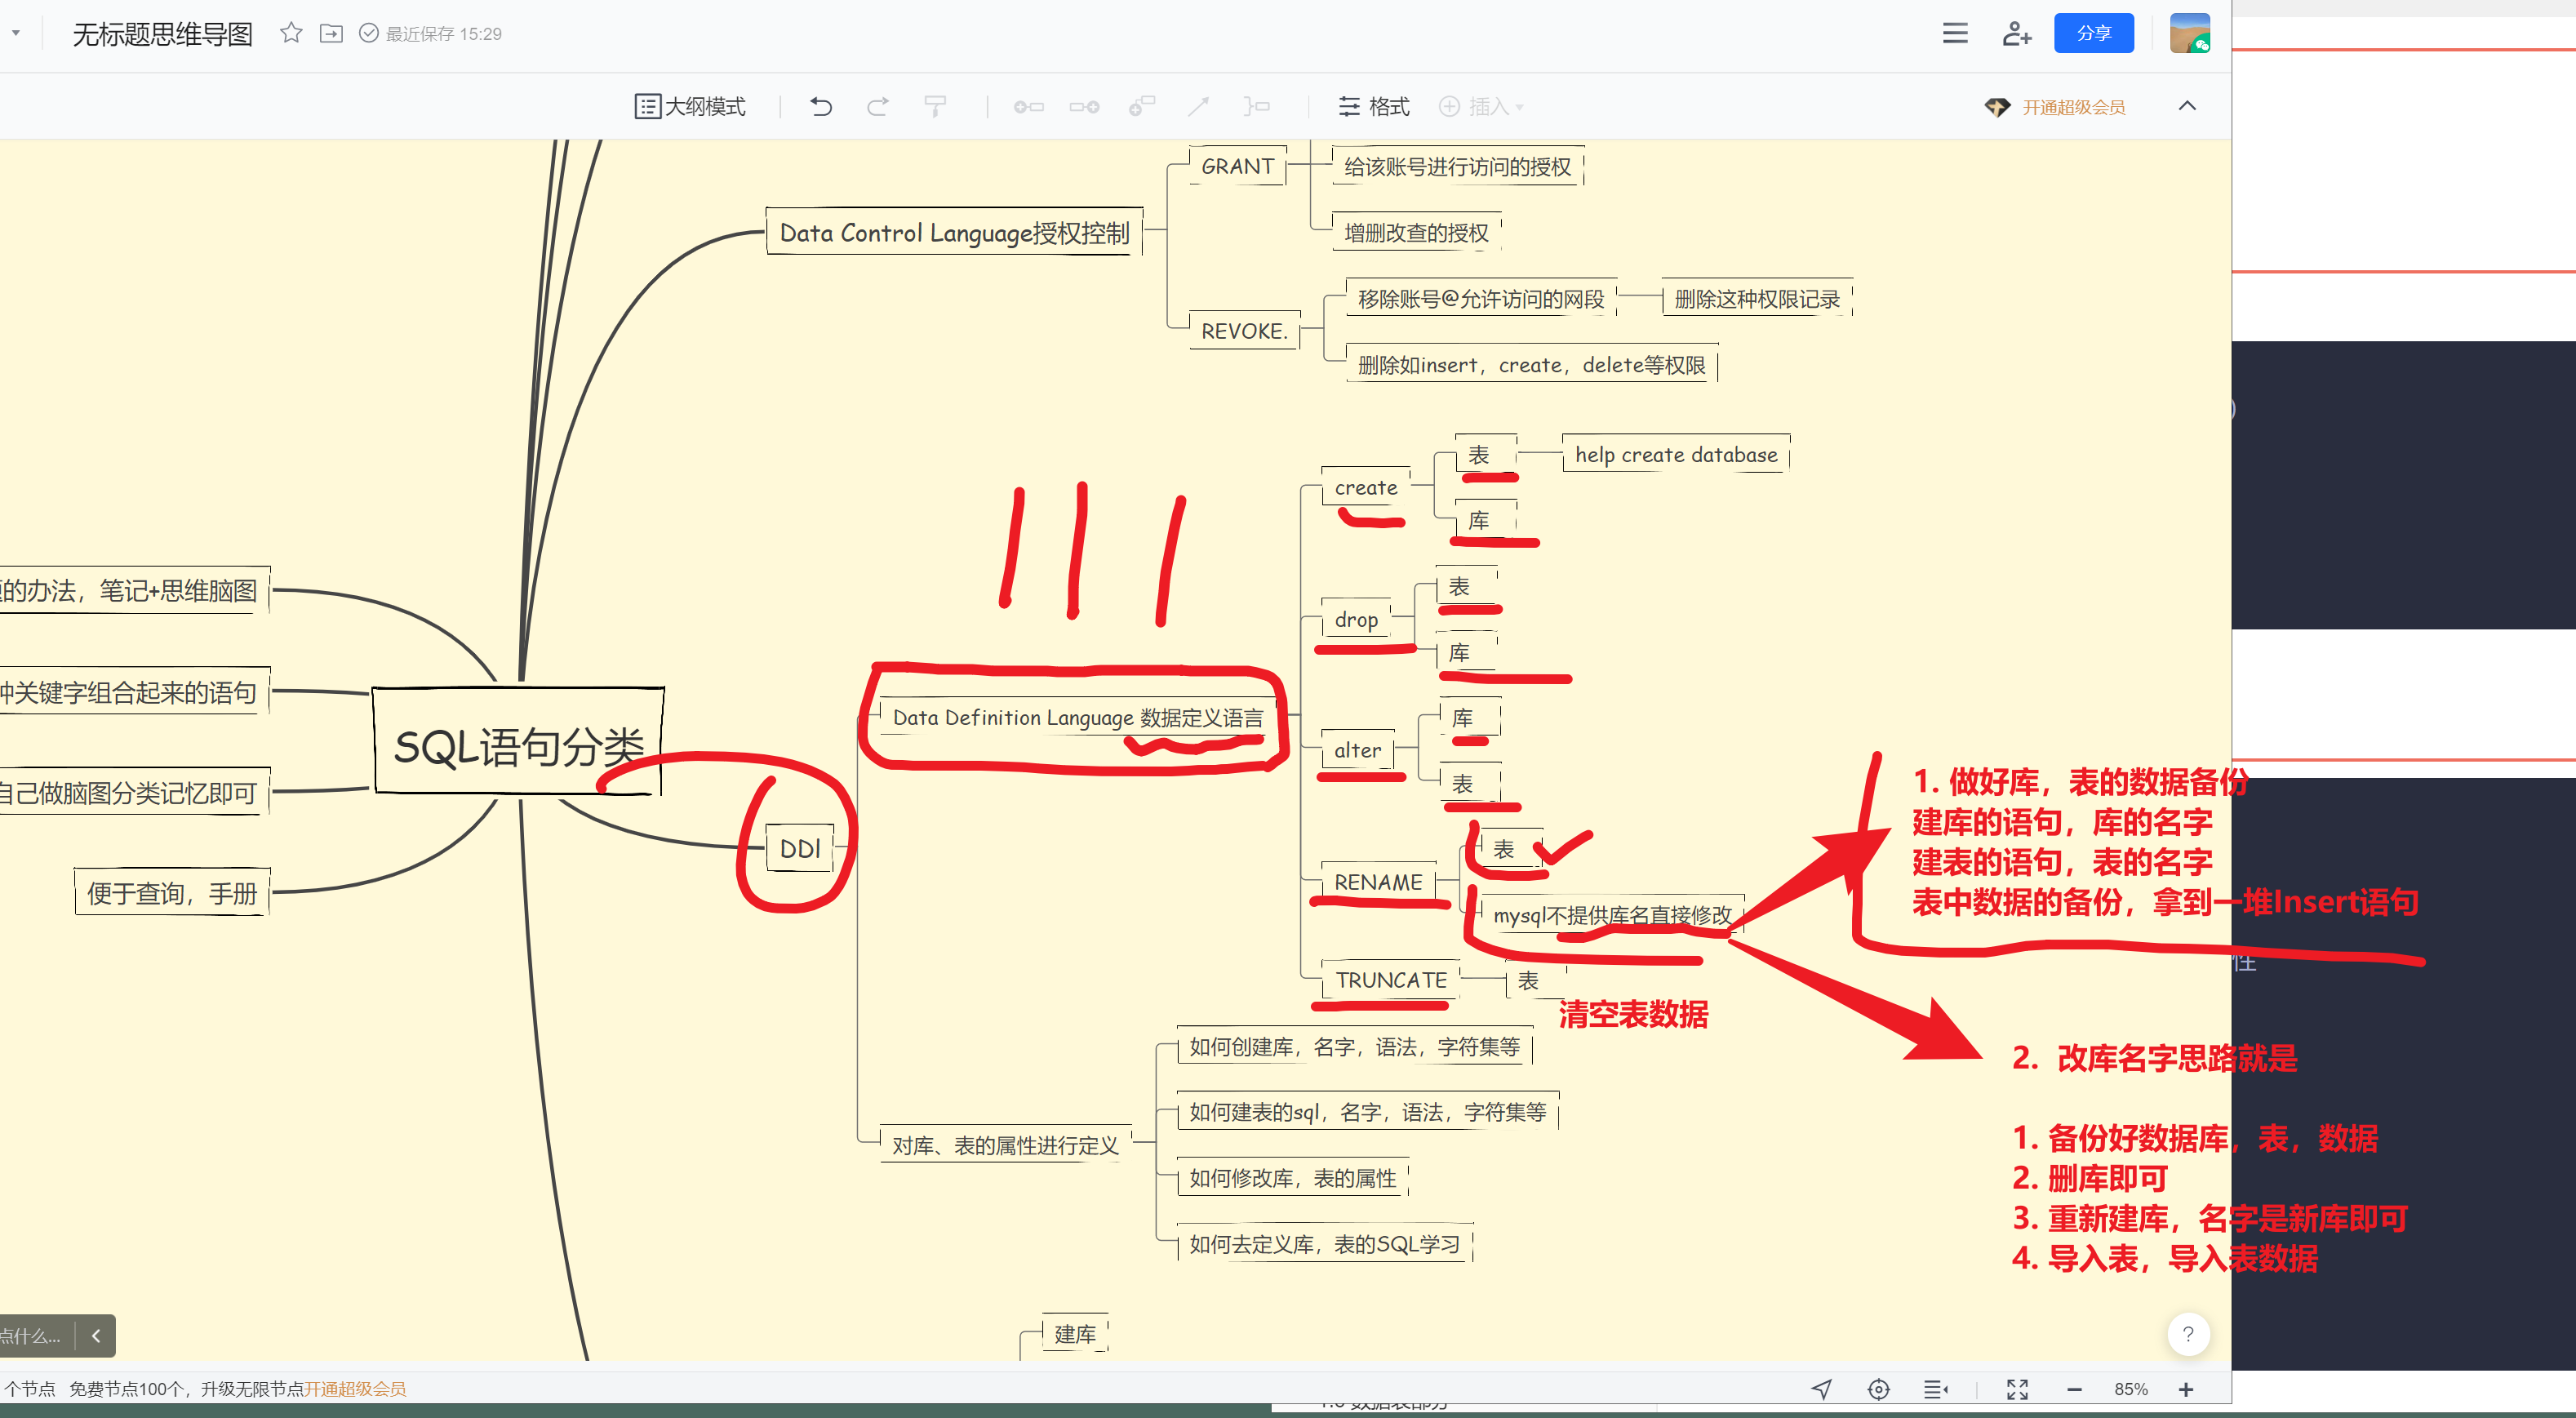 无标题思维导图
最近保存 15:29
分享
大纲模式
格式
插入
开通超级会员
GRANT
给该账号进行访问的授权
增删改查的授权
Data Control Language授权控制
REVOKE.
移除账号@允许访问的网段
删除这种权限记录
删除如insert，create，delete等权限
create
表
help create database
库
drop
表
库
的办法，笔记+思维脑图
种关键字组合起来的语句
自己做脑图分类记忆即可
便于查询，手册
SQL语句分类
DDl
Data Definition Language 数据定义语言
alter
库
表
RENAME
表
mysql不提供库名直接修改
TRUNCATE
表
清空表数据
1. 做好库，表的数据备份
建库的语句，库的名字
建表的语句，表的名字
表中数据的备份，拿到一堆Insert语句
性
2. 改库名字思路就是
1. 备份好数据库，表，数据
2. 删库即可
3. 重新建库，名字是新库即可
4. 导入表，导入表数据
对库、表的属性进行定义
如何创建库，名字，语法，字符集等
如何建表的sql，名字，语法，字符集等
如何修改库，表的属性
如何去定义库，表的SQL学习
建库
点什么...
?
个节点 免费节点100个，升级无限节点开通超级会员
85%